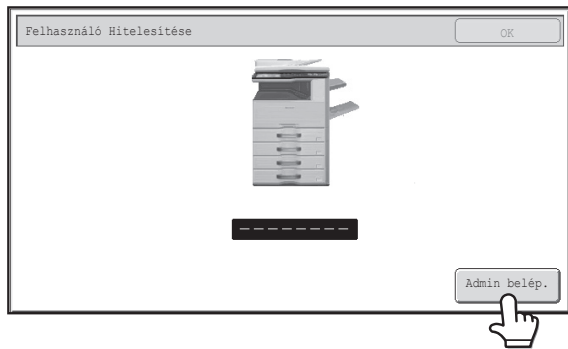 Felhasználó Hitelesítése
OK
--------
Admin belép.